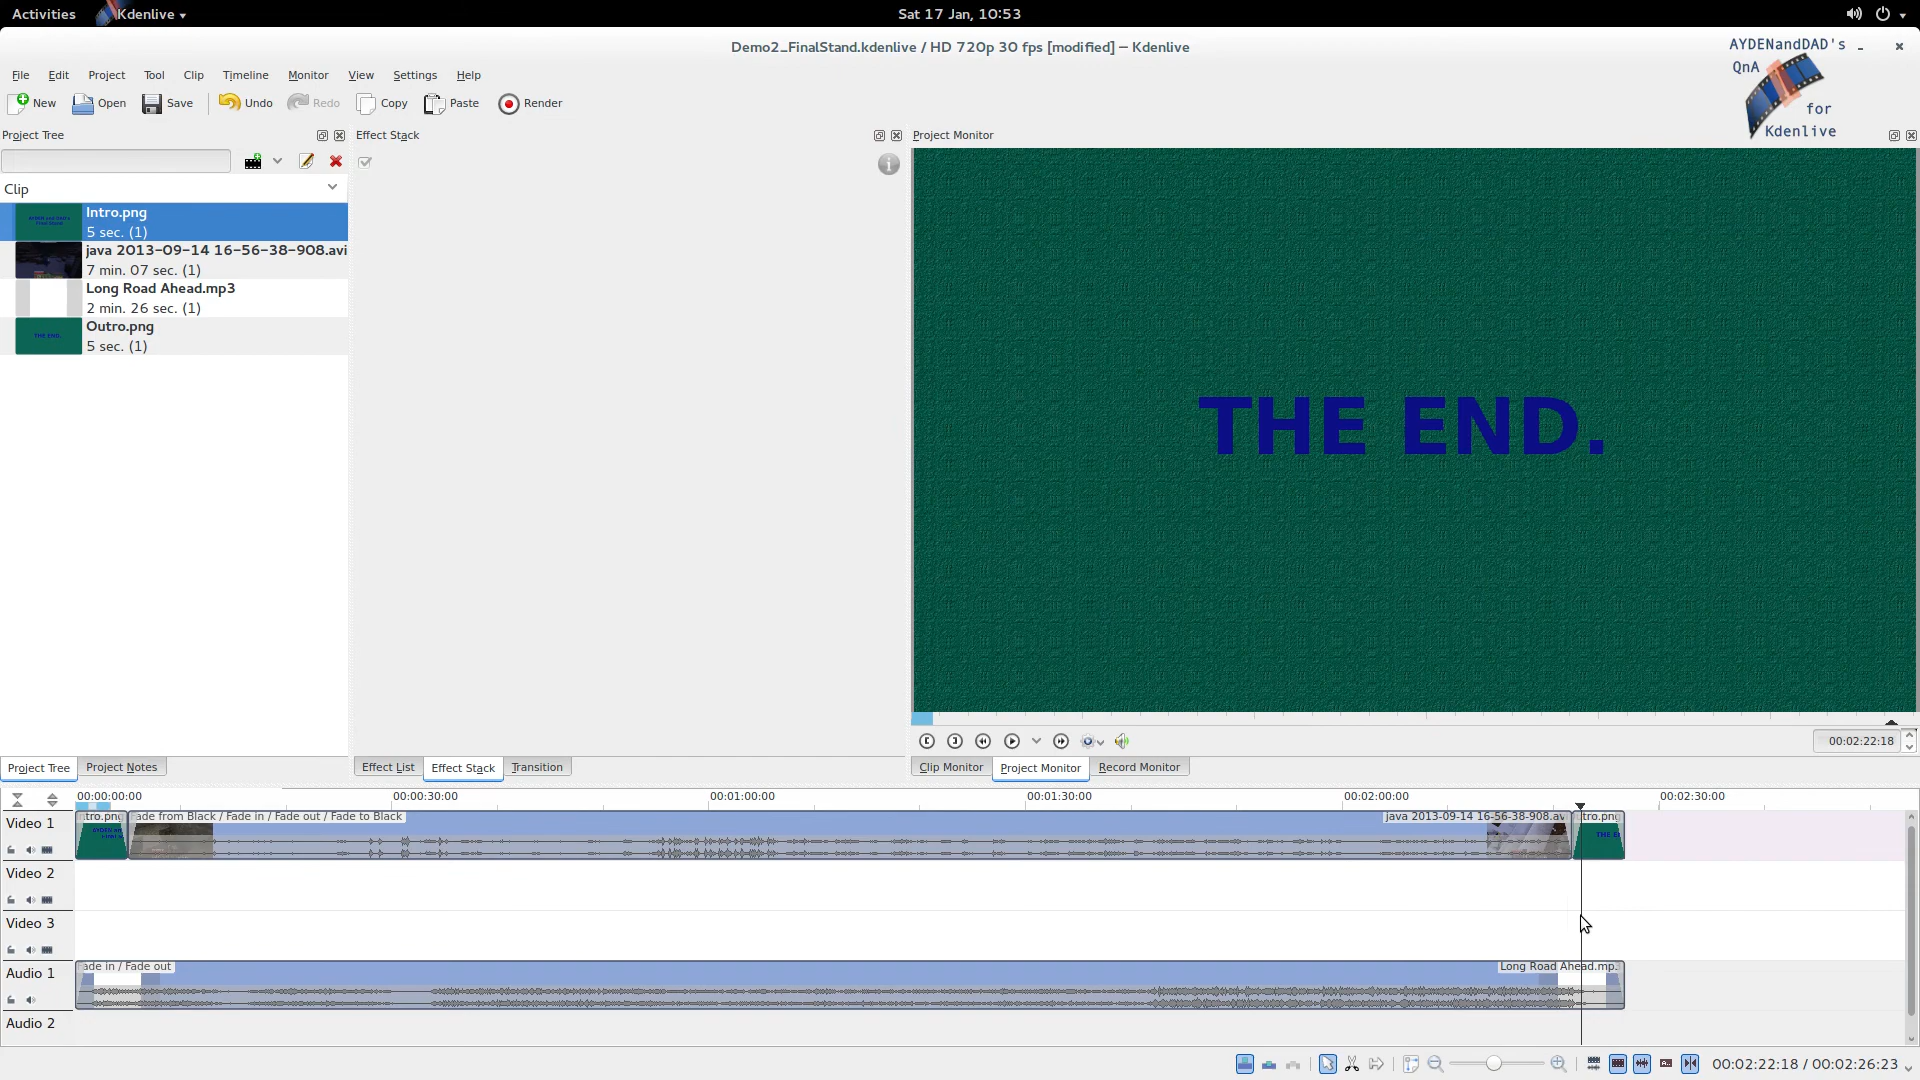 Activities
Kdenlive
Sat 17 Jan, 10:53
Demo2_FinalStand.kdenlive / HD 720p 30 fps [modified] – Kdenlive
AYDENandDAD's
QnA
for
Kdenlive
File Edit Project Tool Clip Timeline Monitor View Settings Help
New Open Save Undo Redo Copy Paste Render
Project Tree
Effect Stack
Project Monitor
Clip
Intro.png
5 sec. (1)
java 2013-09-14 16-56-38-908.avi
7 min. 07 sec. (1)
Long Road Ahead.mp3
2 min. 26 sec. (1)
THE END.
Outro.png
5 sec. (1)
THE END.
00:02:22:18
Project Tree Project Notes
Effect List Effect Stack Transition
Clip Monitor Project Monitor Record Monitor
00:00:00:00 00:00:30:00 00:01:00:00 00:01:30:00 00:02:00:00 00:02:30:00
Video 1
tro.png
ade from Black / Fade in / Fade out / Fade to Black
java 2013-09-14 16-56-38-908.av
tro.png
Video 2
Video 3
Audio 1
ade in / Fade out
Long Road Ahead.mp
Audio 2
00:02:22:18 / 00:02:26:23